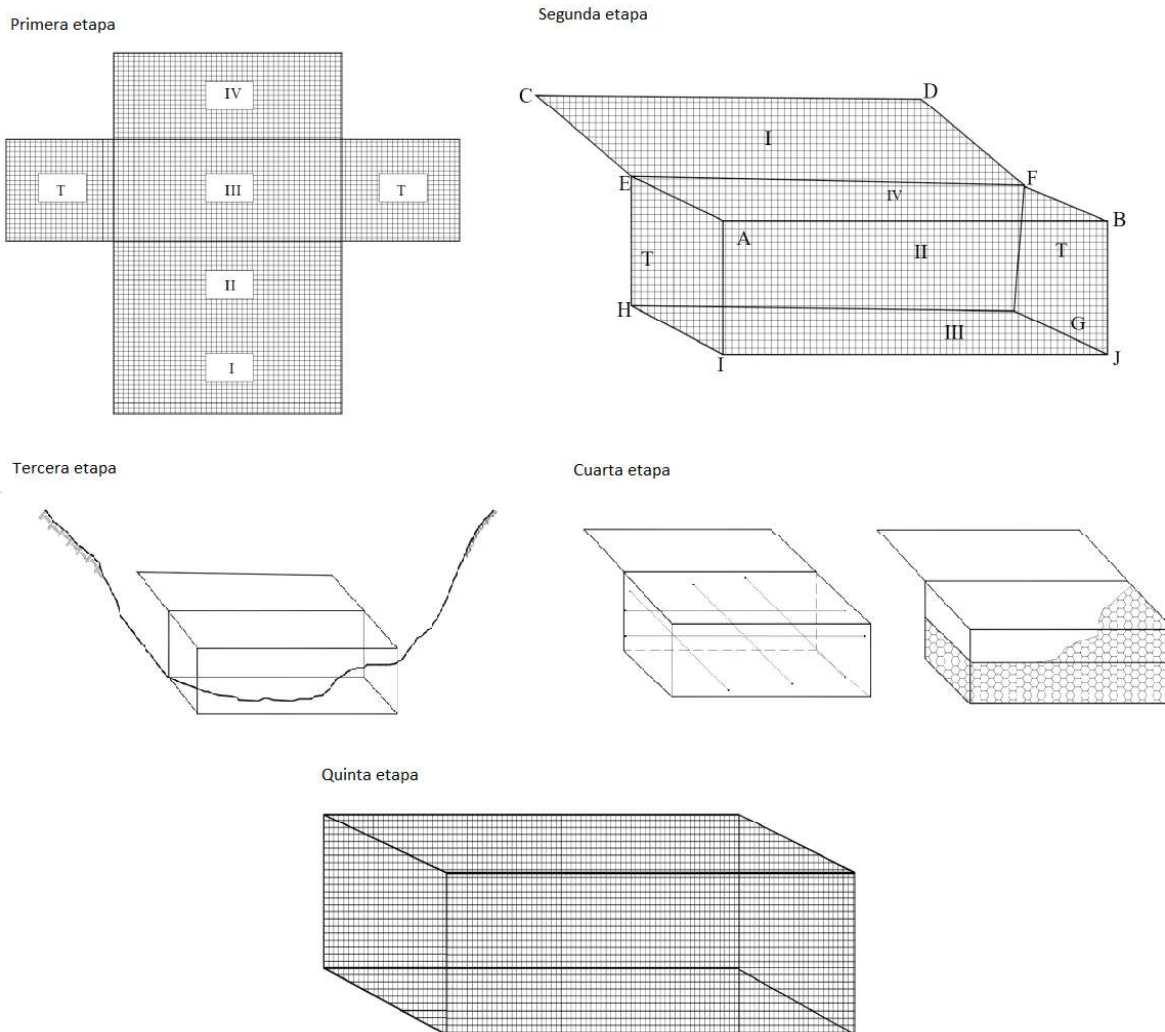 Primera etapa
IV
T
III
T
II
I
Segunda etapa
C
D
I
E
F
IV
A
B
II
T
T
H
G
III
I
J
Tercera etapa
Cuarta etapa
Quinta etapa